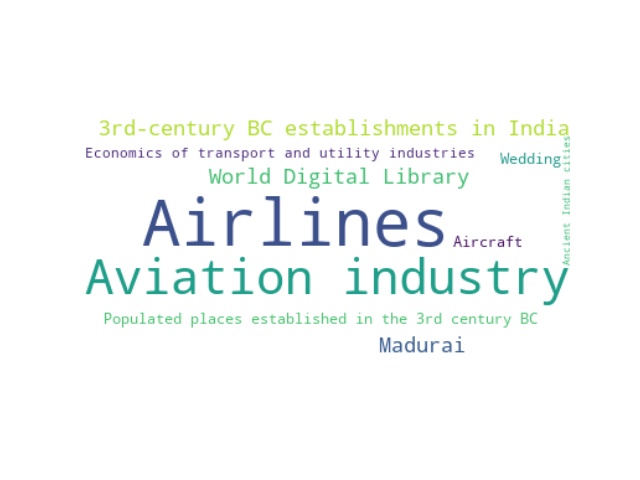 3rd-century BC establishments in India
Economics of transport and utility industries
Wedding
World Digital Library
Ancient Indian cities
Airlines
Aircraft
Aviation industry
Populated places established in the 3rd century BC
Madurai